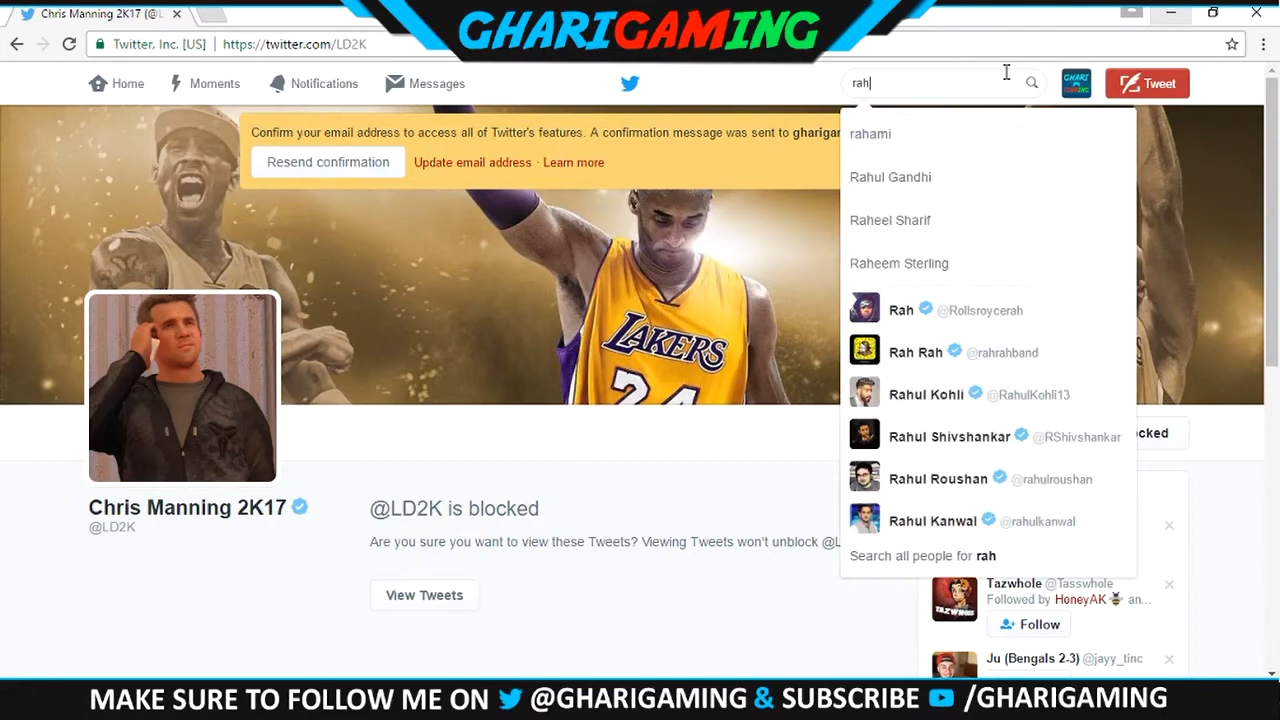 Chris Manning 2K17 (@L
GHARIGAMING
Twitter, Inc. [US] https://twitter.com/LD2K
Home Moments Notifications Messages rah Tweet
GHARI
GAMING
Confirm your email address to access all of Twitter's features. A confirmation message was sent to gharigar
Resend confirmation Update email address · Learn more
rahami
Rahul Gandhi
Raheel Sharif
Raheem Sterling
Rah @Rollsroycerah
Rah Rah @rahrahband
Rahul Kohli @RahulKohli13
Rahul Shivshankar @RShivshankar
Rahul Roushan @rahulroushan
Rahul Kanwal @rahulkanwal
Search all people for rah
LAKERS
24
cked
Chris Manning 2K17
@LD2K
@LD2K is blocked
Are you sure you want to view these Tweets? Viewing Tweets won't unblock @L
View Tweets
Tazwhole @Tasswhole
Followed by HoneyAK an...
Follow
TAZWHOLE
Ju (Bengals 2-3) @jayy_tinc
MAKE SURE TO FOLLOW ME ON @GHARIGAMING & SUBSCRIBE /GHARIGAMING